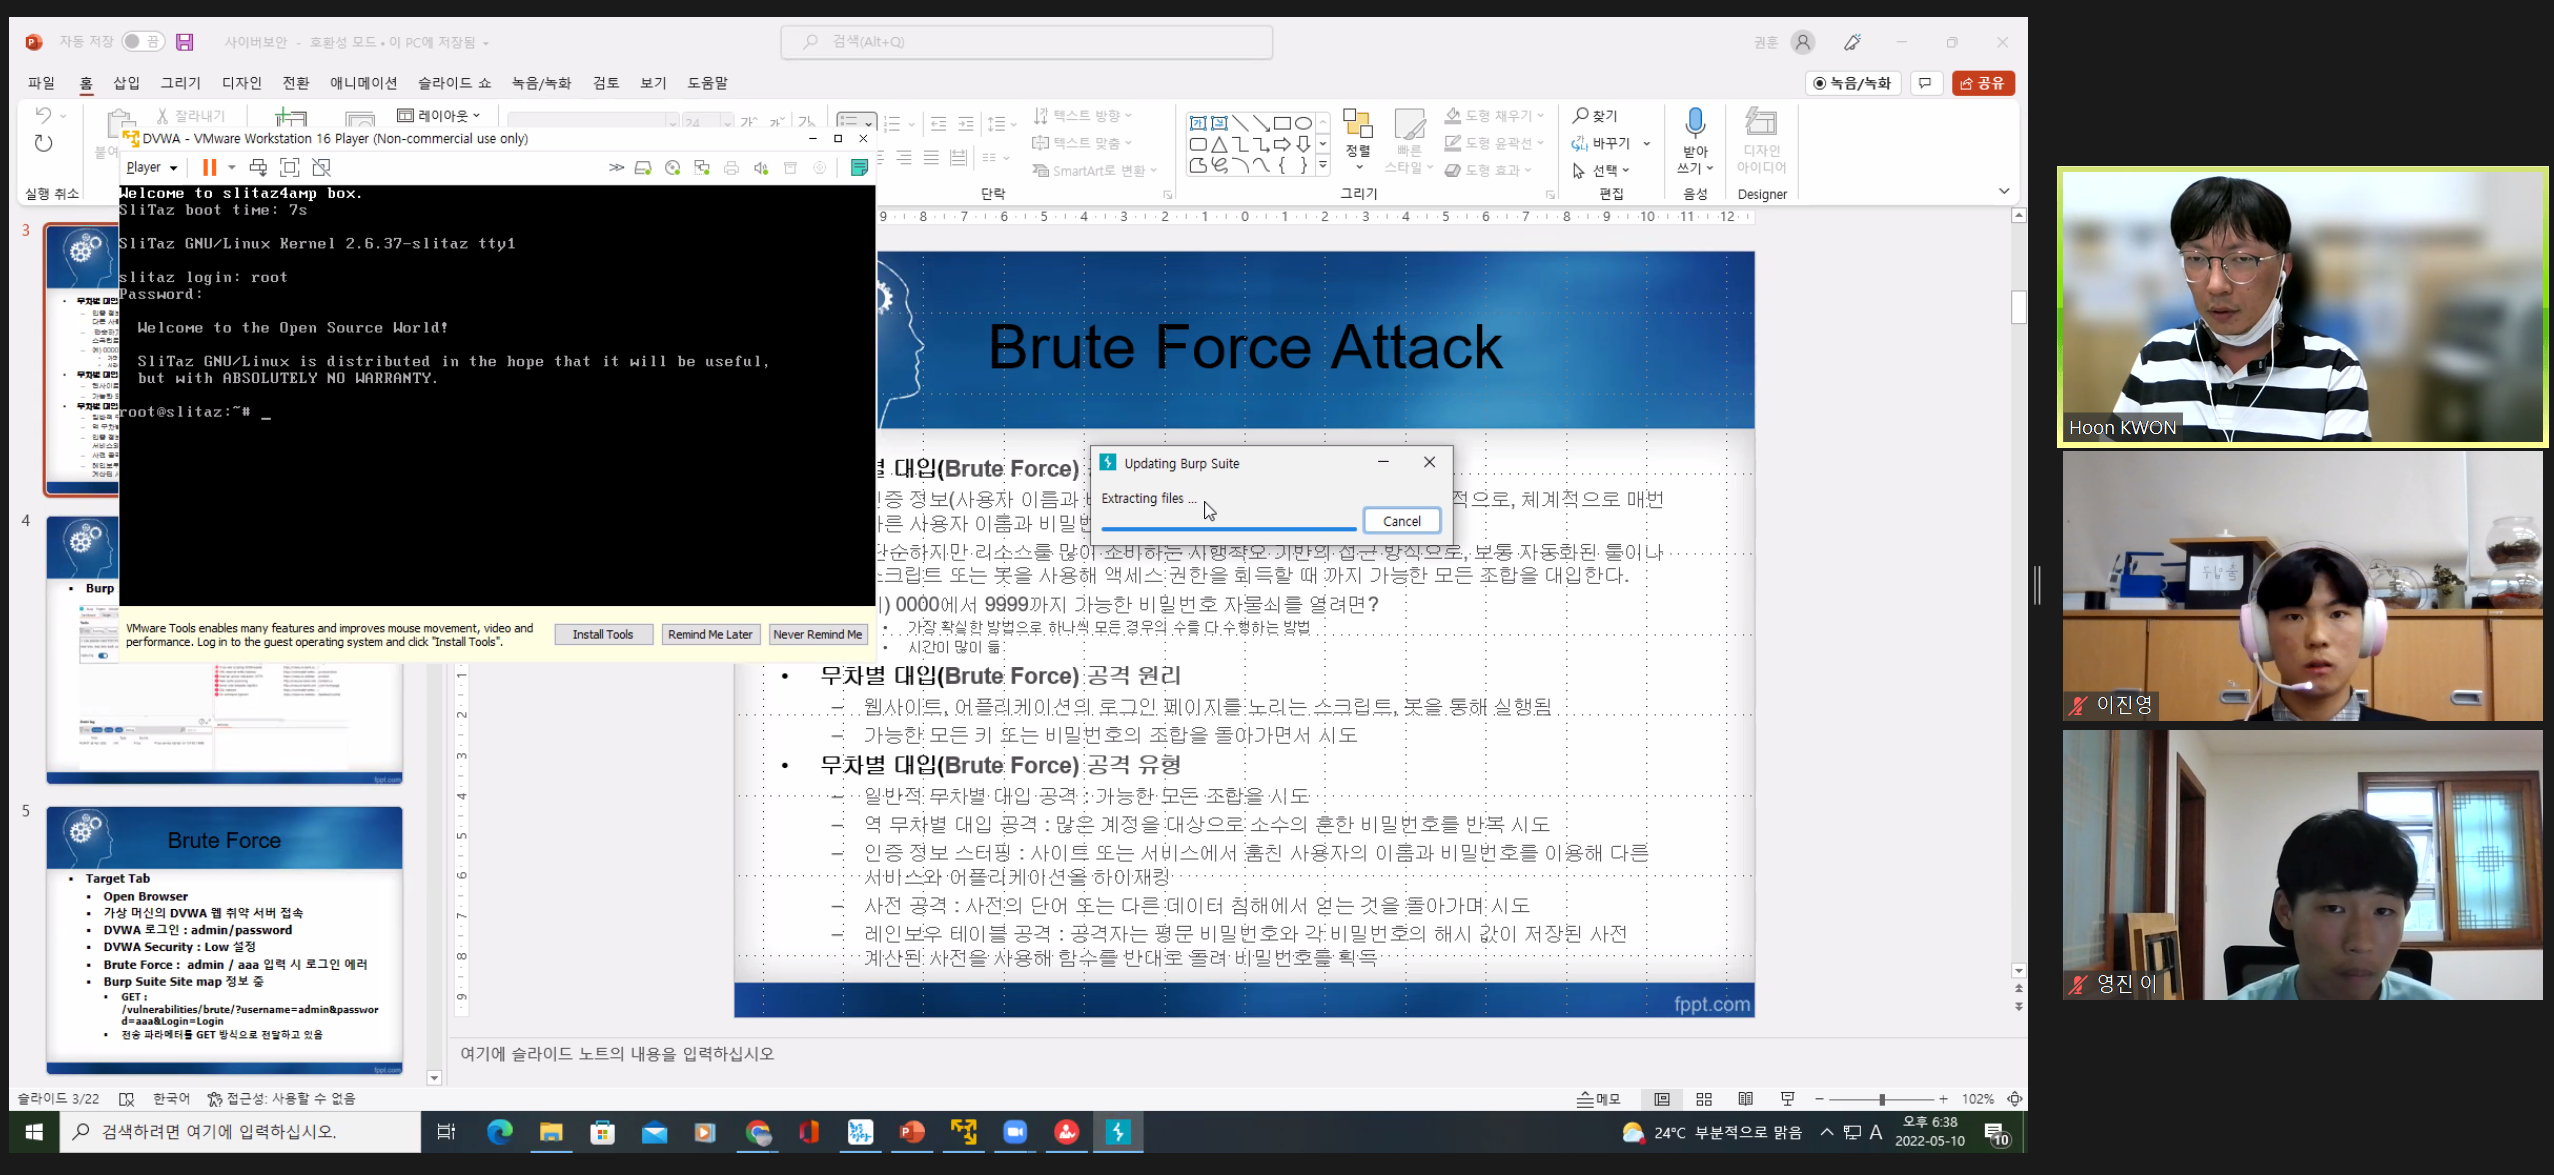 자동 저장 끔 사이버보안 - 호환성 모드 • 이 PC에 저장됨
검색(Alt+Q)
권훈
파일 홈 삽입 그리기 디자인 전환 애니메이션 슬라이드 쇼 녹음/녹화 검토 보기 도움말
녹음/녹화
공유
잘라내기
레이아웃
24
텍스트 방향
텍스트 맞춤
SmartArt로 변환
정렬
빠른
스타일
도형 채우기
도형 윤곽선
도형 효과
찾기
바꾸기
선택
받아
쓰기
디자인
아이디어
실행 취소
단락
그리기
편집
음성
Designer
DVWA - VMware Workstation 16 Player (Non-commercial use only)
Player
Welcome to slitaz4amp box.
SliTaz boot time: 7s
SliTaz GNU/Linux Kernel 2.6.37-slitaz tty1
slitaz login: root
Password:
Welcome to the Open Source World!
SliTaz GNU/Linux is distributed in the hope that it will be useful,
but with ABSOLUTELY NO WARRANTY.
root@slitaz:~# _
VMware Tools enables many features and improves mouse movement, video and
performance. Log in to the guest operating system and click "Install Tools".
Install Tools
Remind Me Later
Never Remind Me
3
4
Burp
5
Brute Force
Target Tab
Open Browser
가상 머신의 DVWA 웹 취약 서버 접속
DVWA 로그인 : admin/password
DVWA Security : Low 설정
Brute Force : admin / aaa 입력 시 로그인 에러
Burp Suite Site map 정보 중
GET :
/vulnerabilities/brute/?username=admin&passwor
d=aaa&Login=Login
전송 파라메터를 GET 방식으로 전달하고 있음
fppt.com
Brute Force Attack
별 대입(Brute Force)
인증 정보(사용자 이름과 적으로, 체계적으로 매번
다른 사용자 이름과 비밀번
단순하지만 리소스를 많이 소비하는 시행착오 기반의 접근 방식으로, 보통 자동화된 툴이나
스크립트 또는 봇을 사용해 액세스 권한을 획득할 때 까지 가능한 모든 조합을 대입한다.
) 0000에서 9999까지 가능한 비밀번호 자물쇠를 열려면?
• 가장 확실한 방법으로 하나씩 모든 경우의 수를 다 수행하는 방법
• 시간이 많이 듦
• 무차별 대입(Brute Force) 공격 원리
– 웹사이트, 어플리케이션의 로그인 페이지를 노리는 스크립트, 봇을 통해 실행됨
– 가능한 모든 키 또는 비밀번호의 조합을 돌아가면서 시도
• 무차별 대입(Brute Force) 공격 유형
– 일반적 무차별 대입 공격 : 가능한 모든 조합을 시도
– 역 무차별 대입 공격 : 많은 계정을 대상으로 소수의 흔한 비밀번호를 반복 시도
– 인증 정보 스터핑 : 사이트 또는 서비스에서 훔친 사용자의 이름과 비밀번호를 이용해 다른
서비스와 어플리케이션을 하이재킹
– 사전 공격 : 사전의 단어 또는 다른 데이터 침해에서 얻는 것을 돌아가며 시도
– 레인보우 테이블 공격 : 공격자는 평문 비밀번호와 각 비밀번호의 해시 값이 저장된 사전
계산된 사전을 사용해 함수를 반대로 돌려 비밀번호를 획득
fppt.com
Updating Burp Suite
Extracting files ...
Cancel
여기에 슬라이드 노트의 내용을 입력하십시오
슬라이드 3/22 한국어 접근성: 사용할 수 없음
메모
102%
검색하려면 여기에 입력하십시오.
24°C 부분적으로 맑음
A
오후 6:38
2022-05-10
10
Hoon KWON
이진영
영진 이